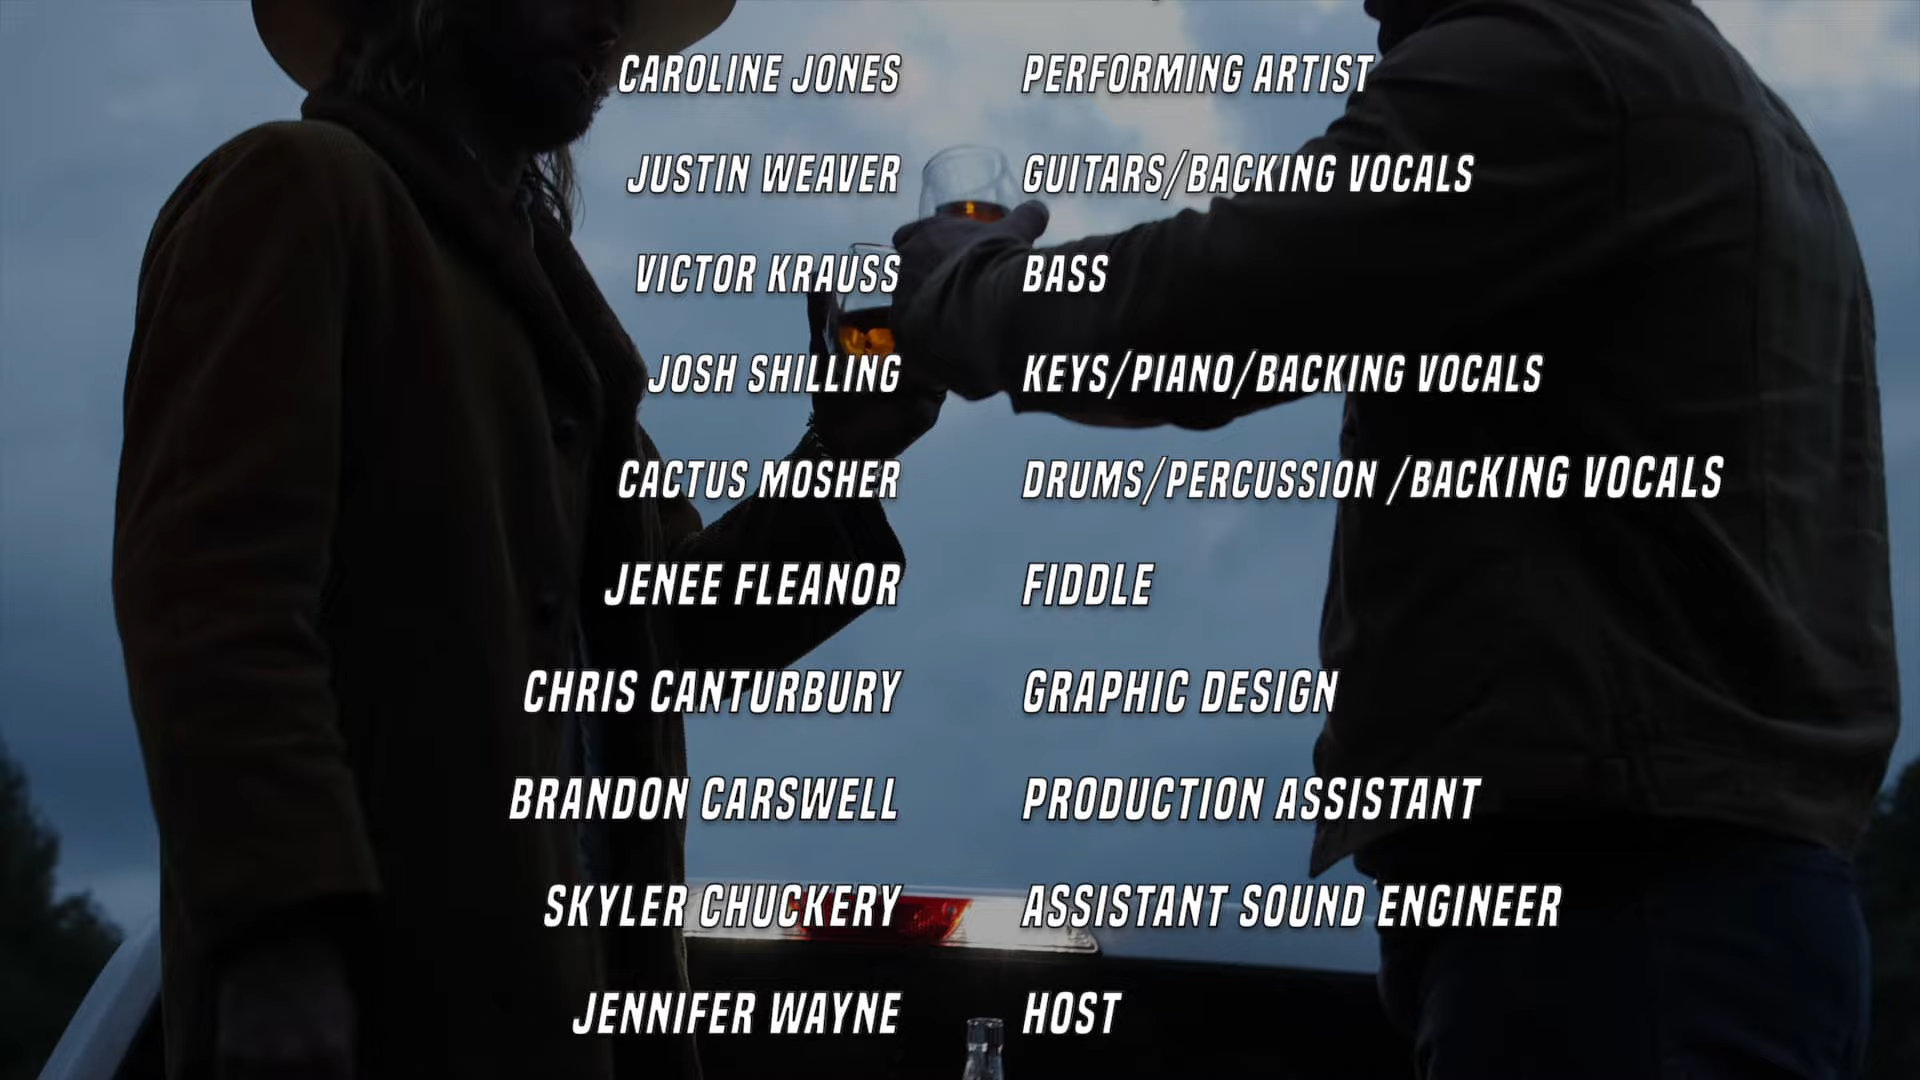 CAROLINE JONES PERFORMING ARTIST
JUSTIN WEAVER GUITARS/BACKING VOCALS
VICTOR KRAUSS BASS
JOSH SHILLING KEYS/PIANO/BACKING VOCALS
CACTUS MOSHER DRUMS/PERCUSSION /BACKING VOCALS
JENEE FLEANOR FIDDLE
CHRIS CANTURBURY GRAPHIC DESIGN
BRANDON CARSWELL PRODUCTION ASSISTANT
SKYLER CHUCKERY ASSISTANT SOUND ENGINEER
JENNIFER WAYNE HOST